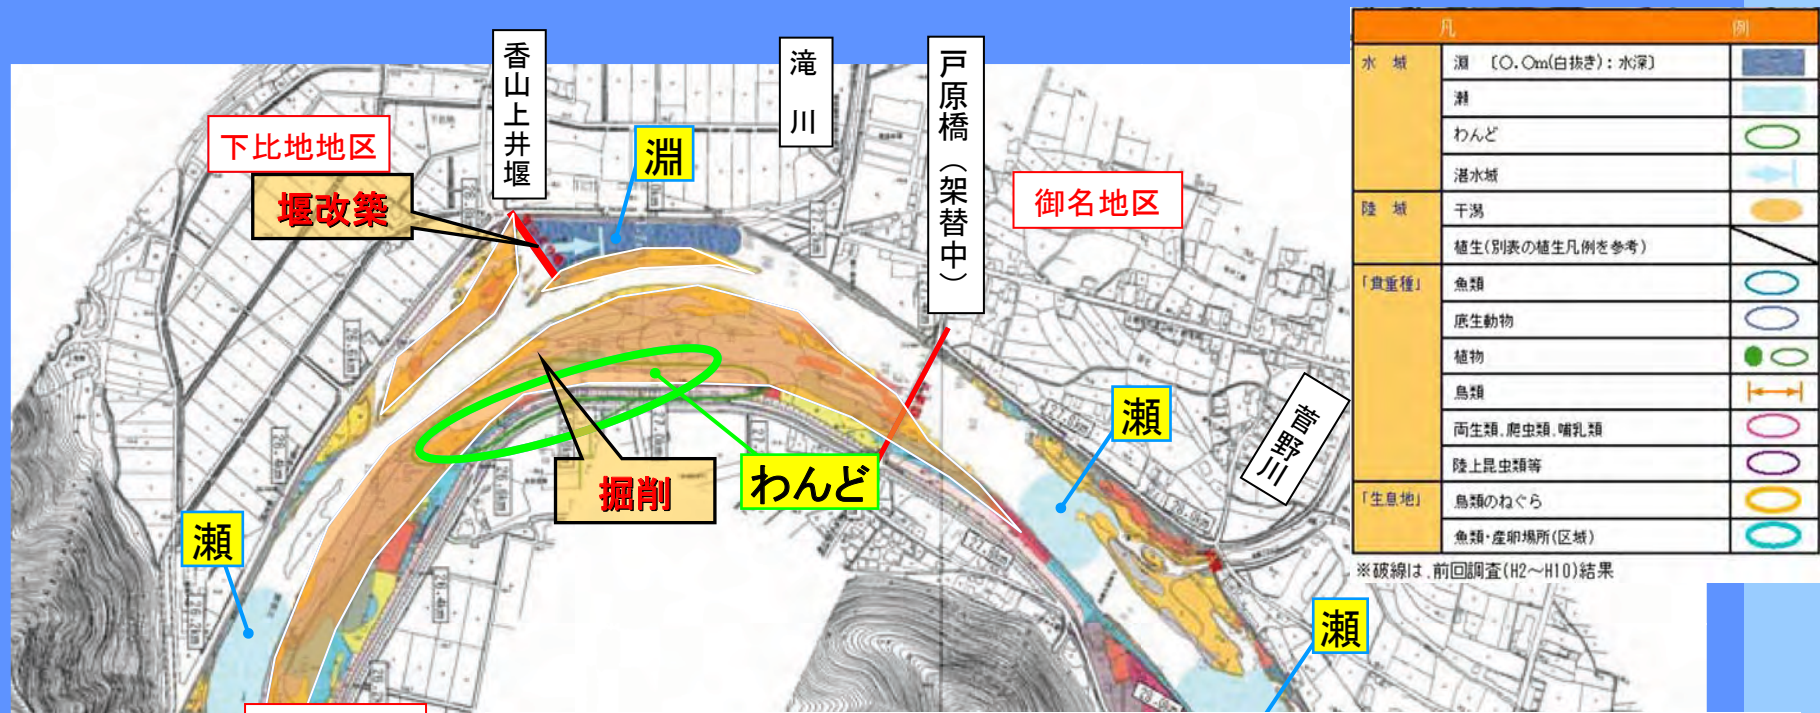 香山上井堰
滝川
戸原橋（架替中）
下比地地区
淵
御名地区
堰改築
瀬
菅野川
わんど
掘削
瀬
瀬
凡 例
水 域
淵 〔○.○m(白抜き):水深〕
瀬
わんど
湛水域
陸 域
干潟
植生(別表の植生凡例を参考)
「貴重種」
魚類
底生動物
植物
鳥類
両生類.爬虫類.哺乳類
陸上昆虫類等
「生息地」
鳥類のねぐら
魚類・産卵場所(区域)
※破線は.前回調査(H2～H10)結果
26.6km
26.4km
26.2km